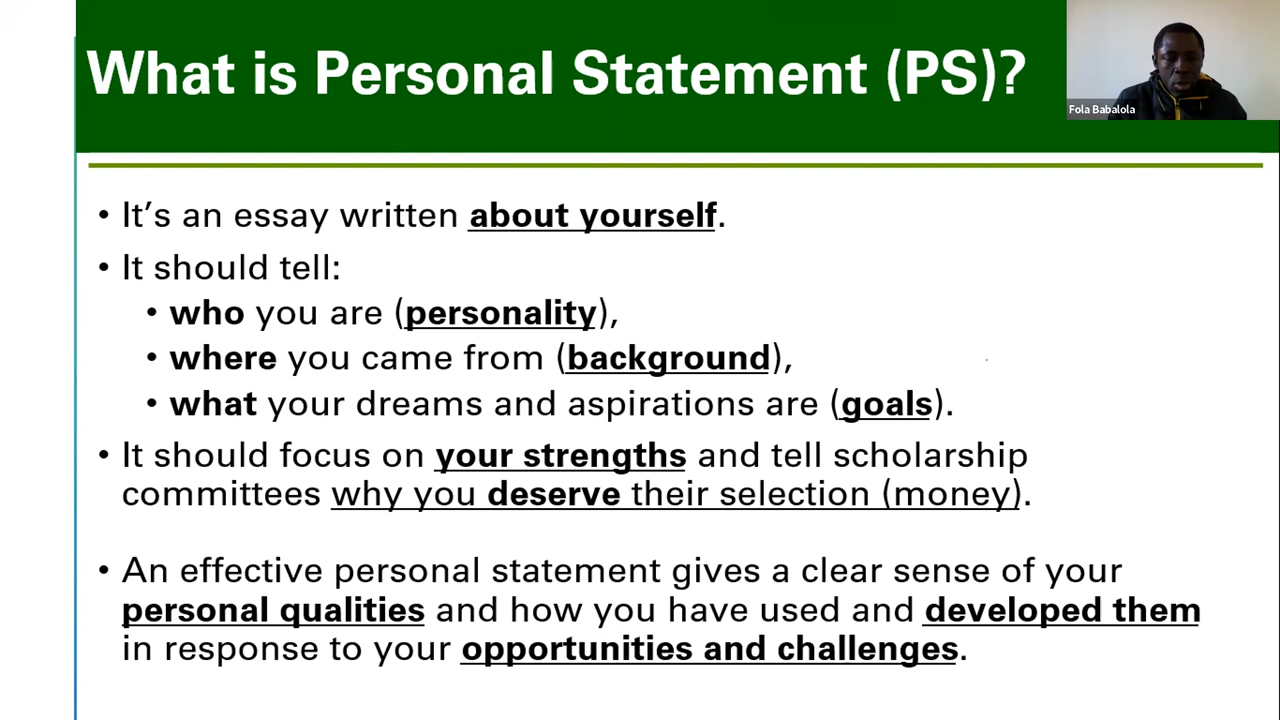 What is Personal Statement (PS)?
Fola Babalola
• It’s an essay written about yourself.
• It should tell:
• who you are (personality),
• where you came from (background),
• what your dreams and aspirations are (goals).
• It should focus on your strengths and tell scholarship
committees why you deserve their selection (money).
• An effective personal statement gives a clear sense of your
personal qualities and how you have used and developed them
in response to your opportunities and challenges.